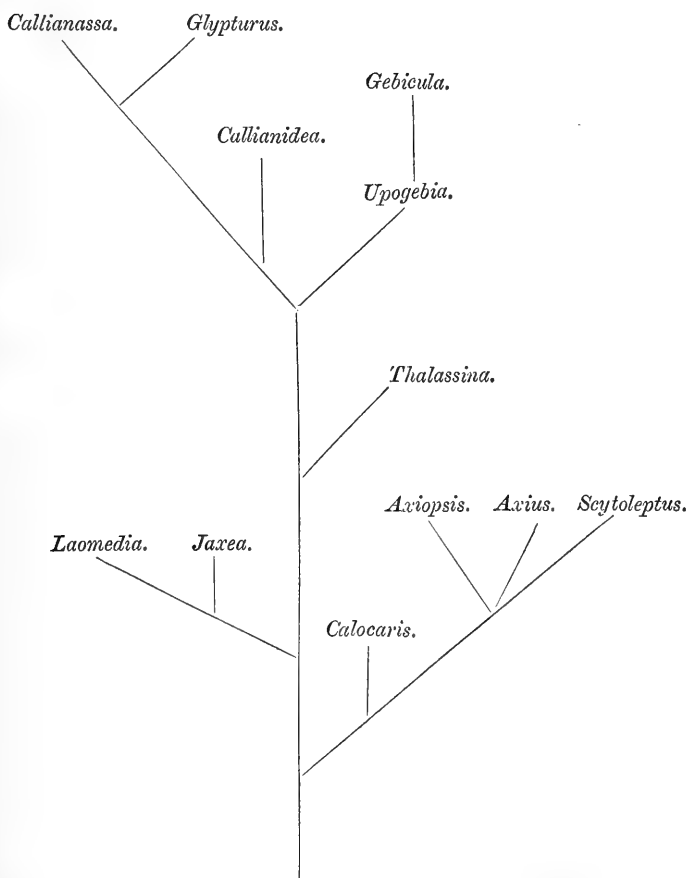 Callianassa. Glypturus.
Gebicula.
Callianidea.
Upogebia.
Thalassina.
Axiopsis. Axius. Scytoleptus.
Laomedia. Jaxea.
Calocaris.